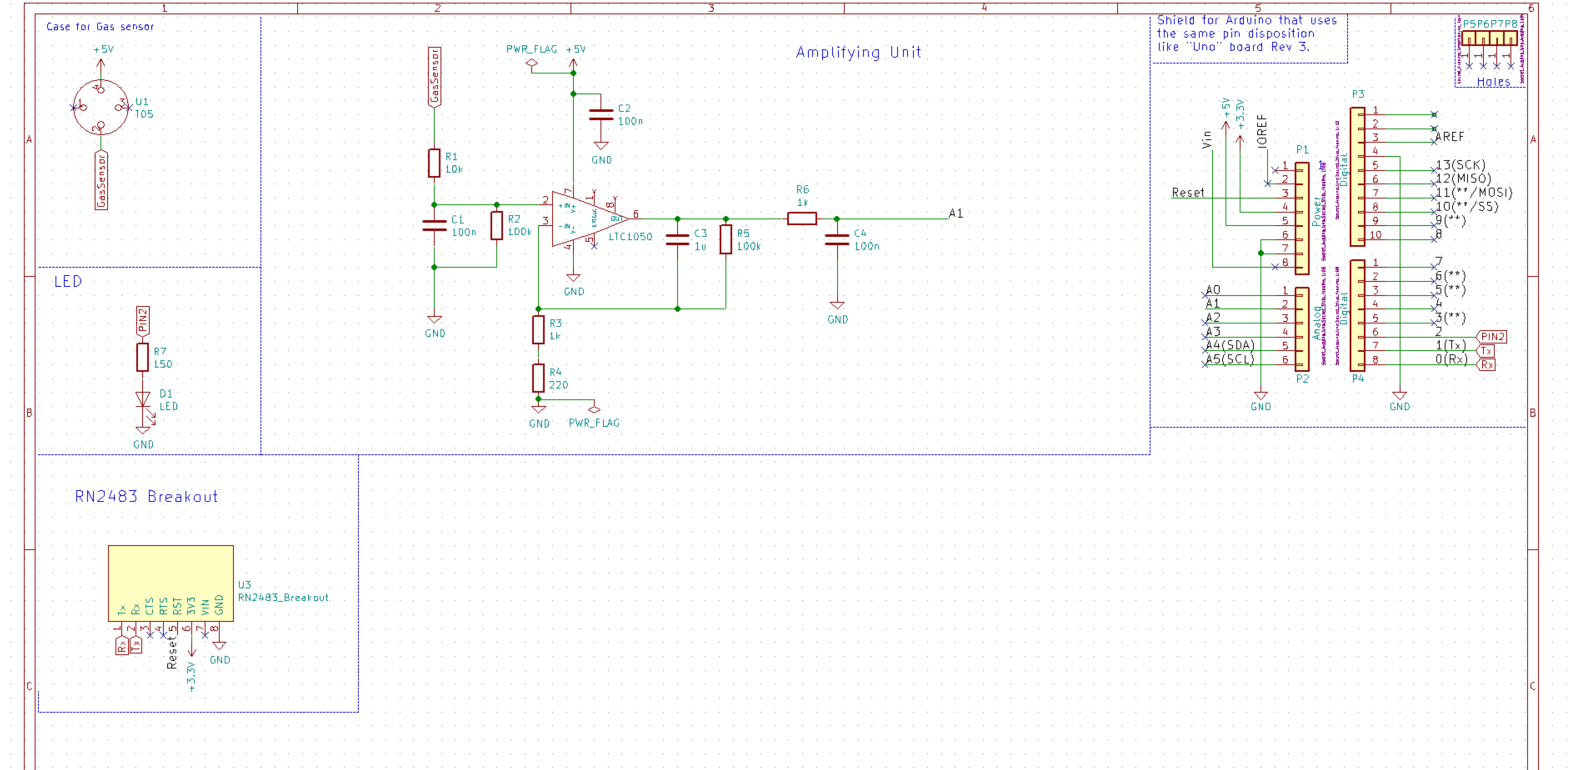 1 2 3 4 5 6
Case for Gas sensor
+5V
4
1
3
2
U1
TO5
GasSensor
LED
PIN2
R7
150
D1
LED
GND
RN2483 Breakout
Tx
Rx
CTS
RTS
RST
3V3
VIN
GND
1
2
3
4
5
6
7
8
U3
RN2483_Breakout
Rx
Tx
Reset
+3.3V
GND
Amplifying Unit
GasSensor
PWR_FLAG +5V
C2
100n
GND
R1
10k
C1
100n
R2
100k
GND
2
3
7
1
8
6
5
4
LTC1050
GND
C3
1u
R5
100k
R6
1k
A1
C4
100n
GND
R3
1k
R4
220
GND
PWR_FLAG
Shield for Arduino that uses
the same pin disposition
like "Uno" board Rev 3.
P5P6P7P8
1 1 1 1
Holes
Vin
+5V
+3.3V
IOREF
Reset
P1
1
2
3
4
5
6
7
8
Power
A0
A1
A2
A3
A4(SDA)
A5(SCL)
1
2
3
4
5
6
Analog
P2
GND
P3
1
2
3
4
5
6
7
8
9
10
Digital
AREF
13(SCK)
12(MISO)
11(**/MOSI)
10(**/SS)
9(**)
8
1
2
3
4
5
6
7
8
Digital
P4
7
6(**)
5(**)
4
3(**)
2
1(Tx)
0(Rx)
PIN2
Tx
Rx
GND
A
B
C
A
B
C